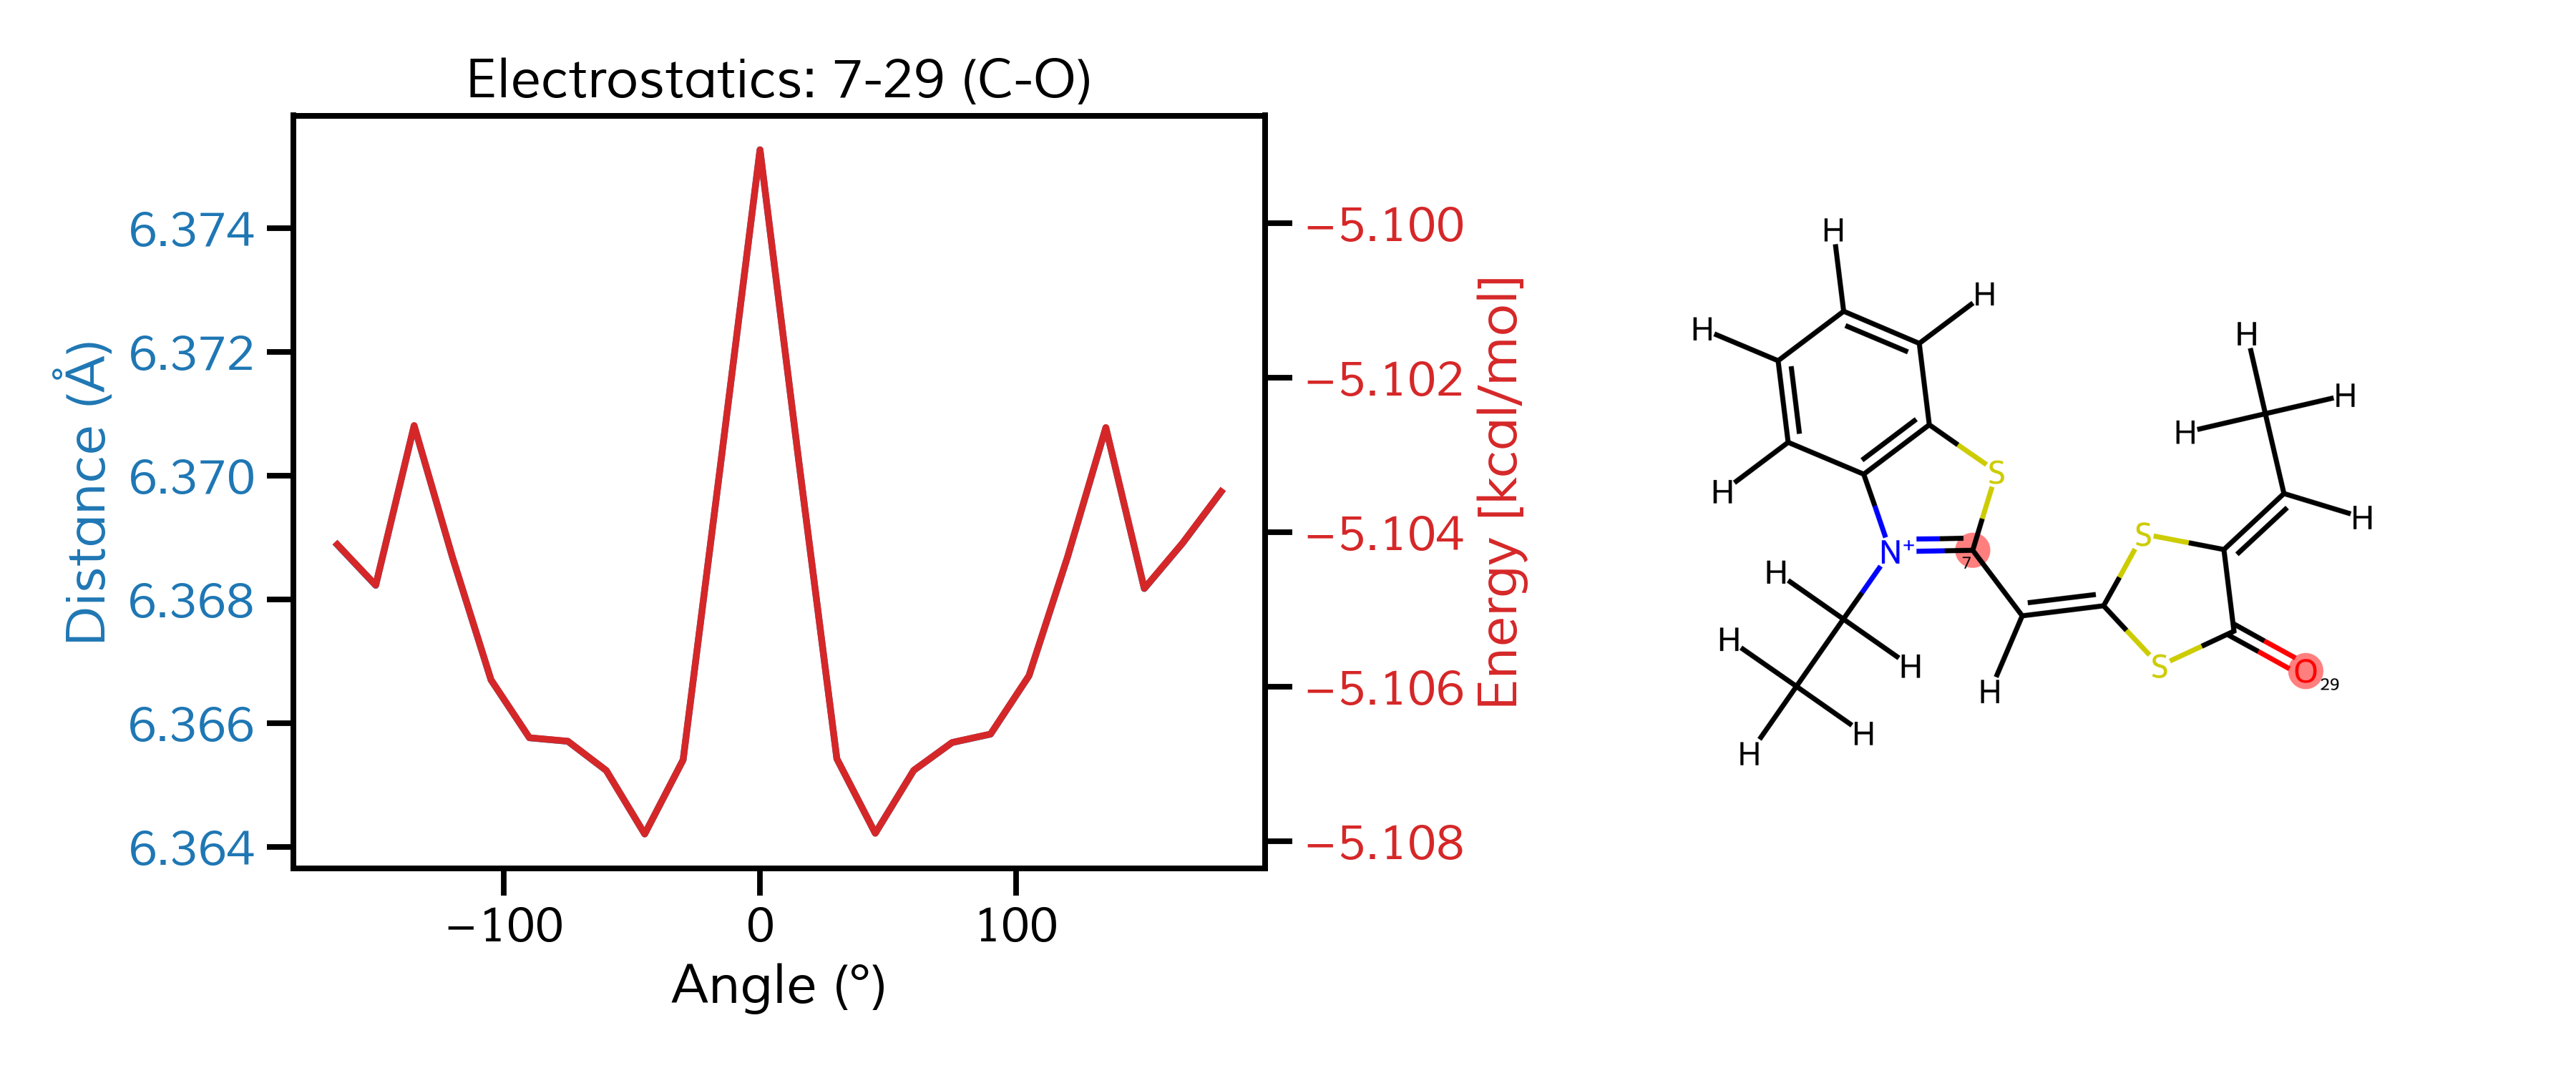 Electrostatics: 7-29 (C-O)
Distance (Å)
6.374
6.372
6.370
6.368
6.366
6.364
−100
0
100
Angle (°)
−5.100
−5.102
−5.104
−5.106
−5.108
Energy [kcal/mol]
H
H
H
H
H
H
H
H
S
H
S
N⁺
7
H
S
O
29
H
H
H
H
H
H